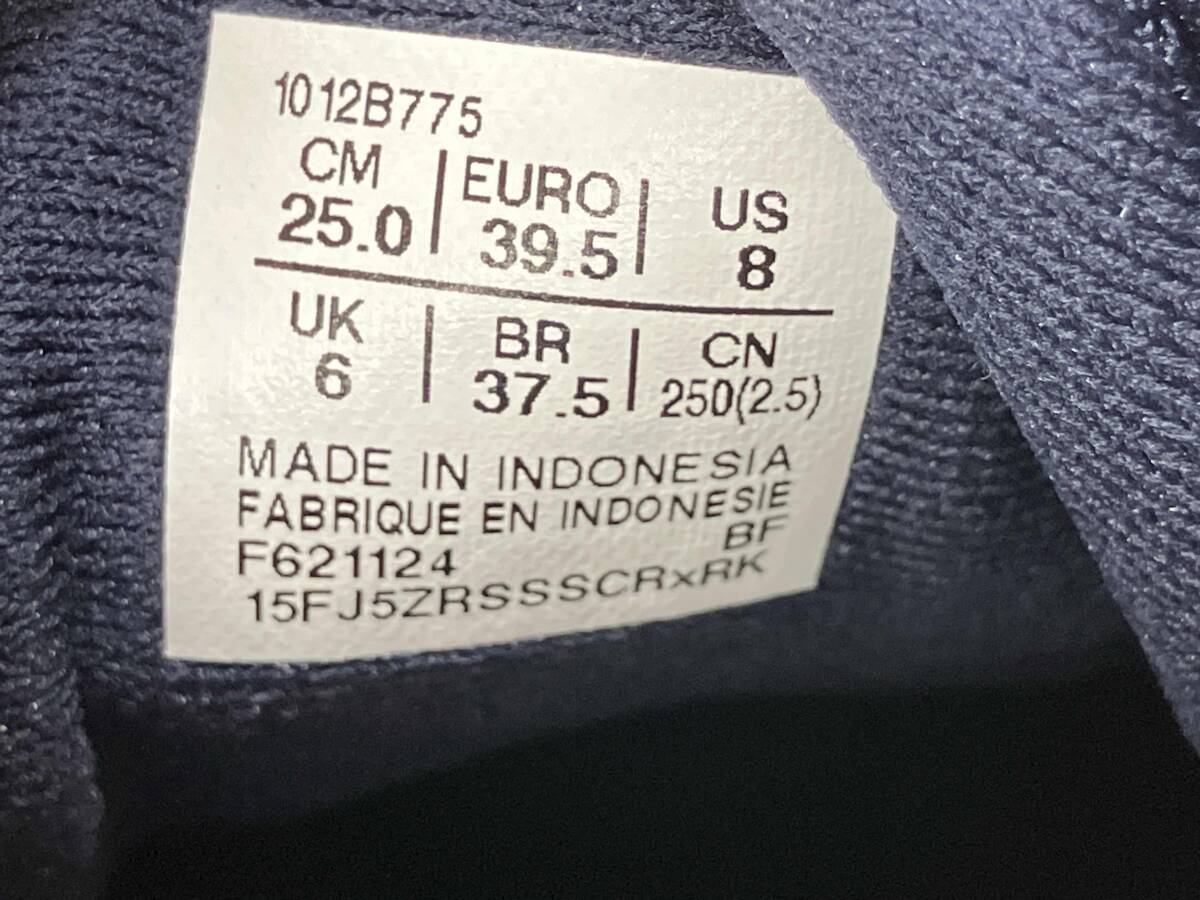 1012B775
CM EURO US
25.0 39.5 8
UK BR CN
6 37.5 250(2.5)
MADE IN INDONESIA
FABRIQUE EN INDONESIE
F621124 BF
15FJ5ZRSSSCRxRK